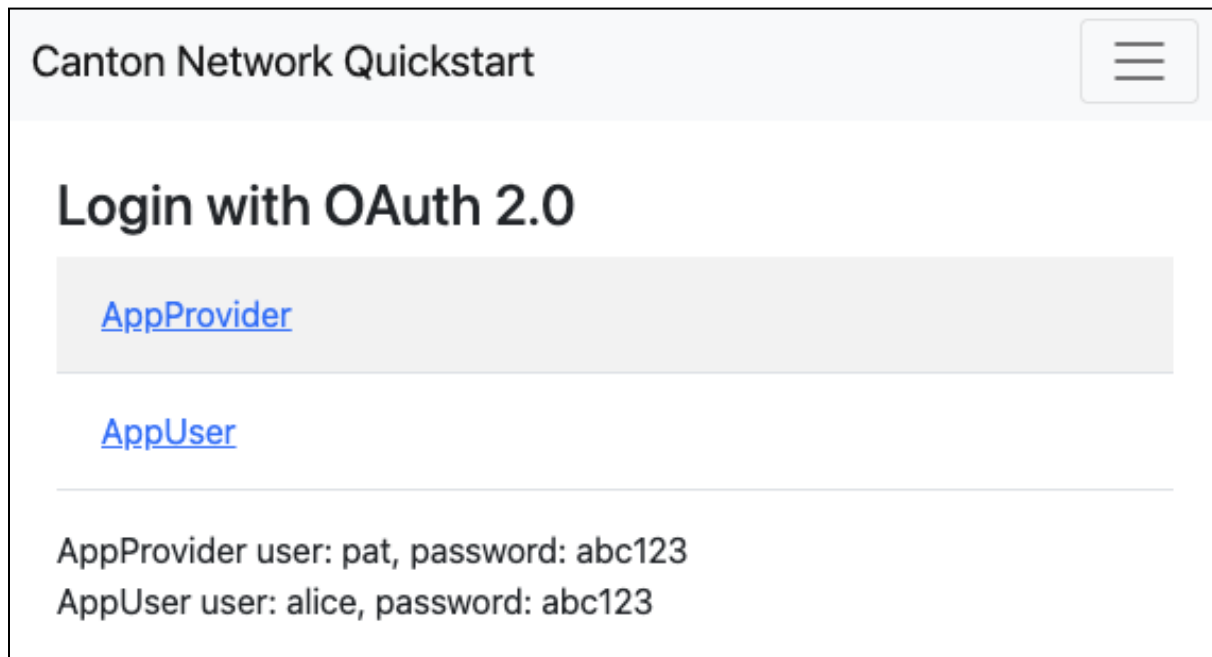 Canton Network Quickstart
Login with OAuth 2.0
AppProvider
AppUser
AppProvider user: pat, password: abc123
AppUser user: alice, password: abc123